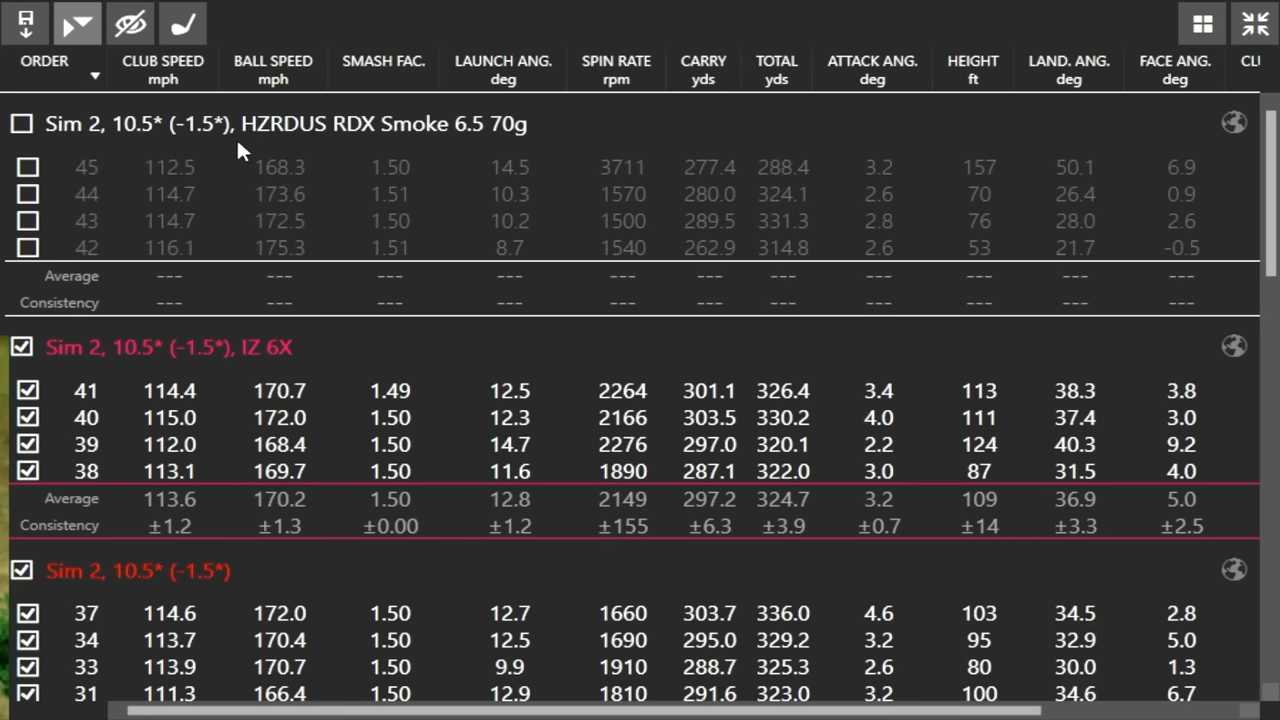 ORDER CLUB SPEED BALL SPEED SMASH FAC. LAUNCH ANG. SPIN RATE CARRY TOTAL ATTACK ANG. HEIGHT LAND. ANG. FACE ANG. CLU
mph mph deg rpm yds yds deg ft deg deg
Sim 2, 10.5* (-1.5*), HZRDUS RDX Smoke 6.5 70g
45 112.5 168.3 1.50 14.5 3711 277.4 288.4 3.2 157 50.1 6.9
44 114.7 173.6 1.51 10.3 1570 280.0 324.1 2.6 70 26.4 0.9
43 114.7 172.5 1.50 10.2 1500 289.5 331.3 2.8 76 28.0 2.6
42 116.1 175.3 1.51 8.7 1540 262.9 314.8 2.6 53 21.7 -0.5
Average --- --- --- --- --- --- --- --- --- --- ---
Consistency --- --- --- --- --- --- --- --- --- --- ---
Sim 2, 10.5* (-1.5*), IZ 6X
41 114.4 170.7 1.49 12.5 2264 301.1 326.4 3.4 113 38.3 3.8
40 115.0 172.0 1.50 12.3 2166 303.5 330.2 4.0 111 37.4 3.0
39 112.0 168.4 1.50 14.7 2276 297.0 320.1 2.2 124 40.3 9.2
38 113.1 169.7 1.50 11.6 1890 287.1 322.0 3.0 87 31.5 4.0
Average 113.6 170.2 1.50 12.8 2149 297.2 324.7 3.2 109 36.9 5.0
Consistency ±1.2 ±1.3 ±0.00 ±1.2 ±155 ±6.3 ±3.9 ±0.7 ±14 ±3.3 ±2.5
Sim 2, 10.5* (-1.5*)
37 114.6 172.0 1.50 12.7 1660 303.7 336.0 4.6 103 34.5 2.8
34 113.7 170.4 1.50 12.5 1690 295.0 329.2 3.2 95 32.9 5.0
33 113.9 170.7 1.50 9.9 1910 288.7 325.3 2.6 80 30.0 1.3
31 111.3 166.4 1.50 12.9 1810 291.6 323.0 3.2 100 34.6 6.7